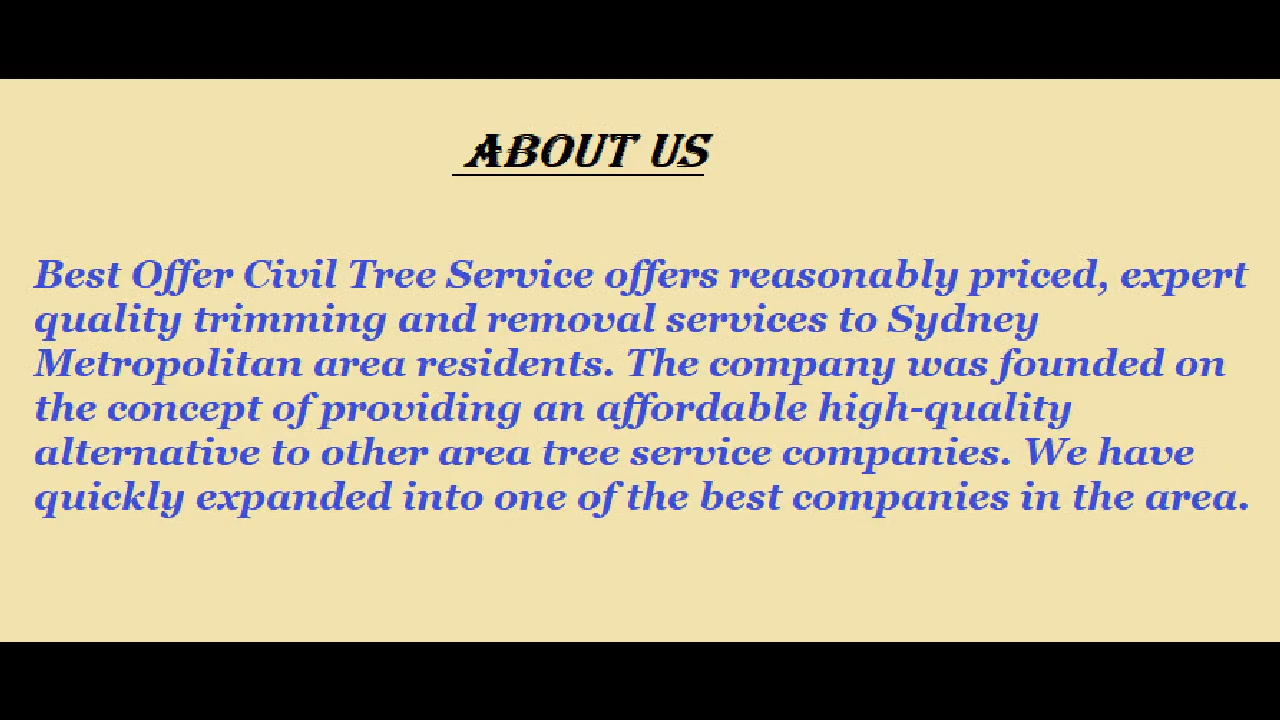 ABOUT US
Best Offer Civil Tree Service offers reasonably priced, expert
quality trimming and removal services to Sydney
Metropolitan area residents. The company was founded on
the concept of providing an affordable high-quality
alternative to other area tree service companies. We have
quickly expanded into one of the best companies in the area.